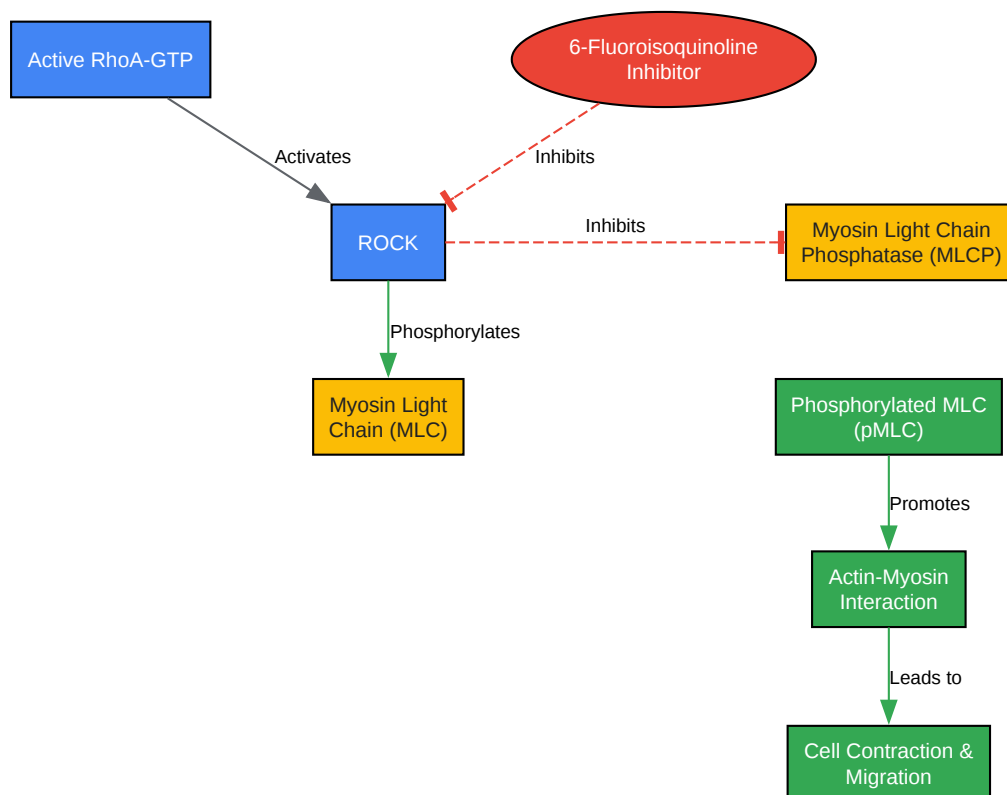 Active RhoA-GTP
6-Fluoroisoquinoline
Inhibitor
Activates
Inhibits
ROCK
Inhibits
Myosin Light Chain
Phosphatase (MLCP)
Phosphorylates
Myosin Light
Chain (MLC)
Phosphorylated MLC
(pMLC)
Promotes
Actin-Myosin
Interaction
Leads to
Cell Contraction &
Migration